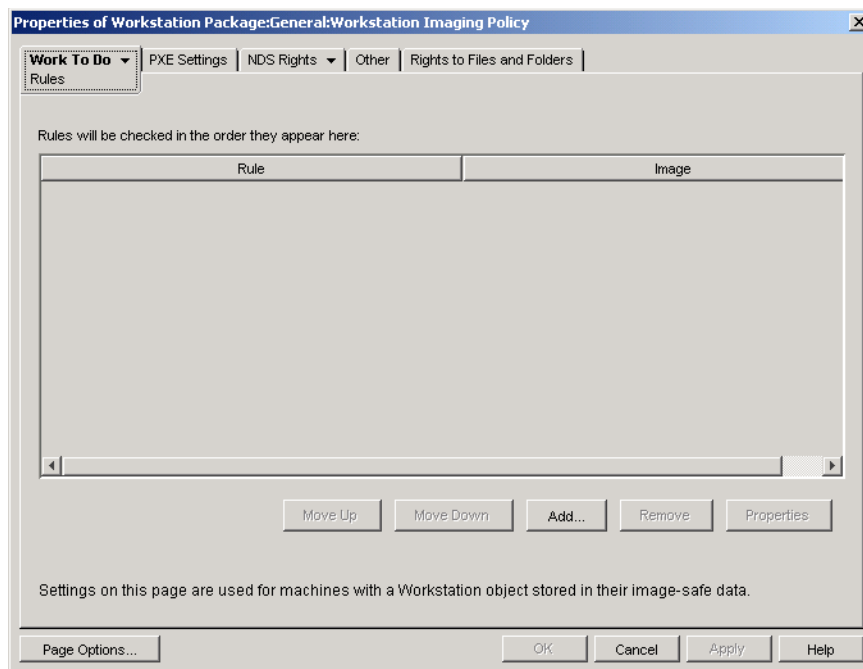 Properties of Workstation Package:General:Workstation Imaging Policy
Work To Do PXE Settings NDS Rights Other Rights to Files and Folders
Rules
Rules will be checked in the order they appear here:
Rule Image
Move Up Move Down Add... Remove Properties
Settings on this page are used for machines with a Workstation object stored in their image-safe data.
Page Options... OK Cancel Apply Help